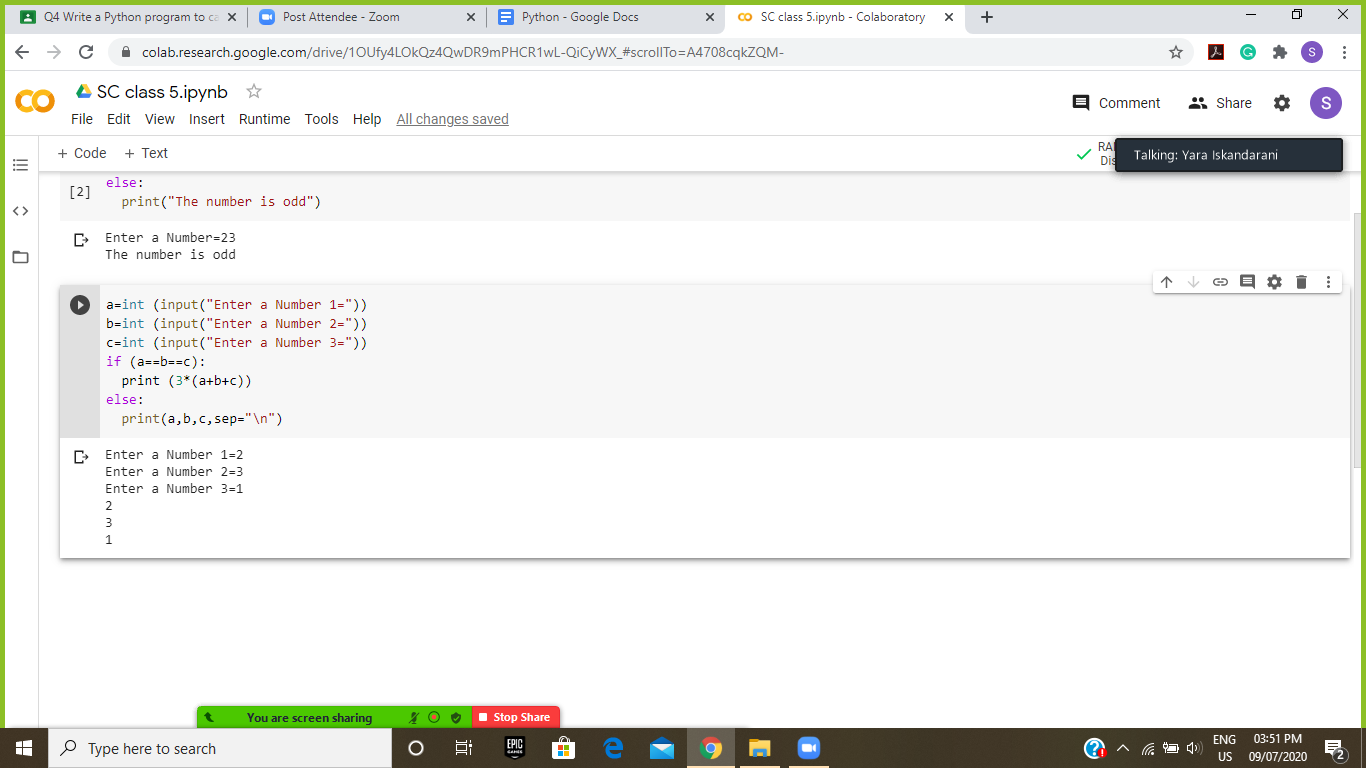 Q4 Write a Python program to ca
Post Attendee - Zoom
Python - Google Docs
SC class 5.ipynb - Colaboratory
colab.research.google.com/drive/1OUfy4LOkQz4QwDR9mPHCR1wL-QiCyWX_#scrollTo=A4708cqkZQM-
S
SC class 5.ipynb
Comment
Share
S
File Edit View Insert Runtime Tools Help All changes saved
+ Code + Text
RA
Dis
Talking: Yara Iskandarani
[2]
else:
print("The number is odd")
Enter a Number=23
The number is odd
a=int (input("Enter a Number 1="))
b=int (input("Enter a Number 2="))
c=int (input("Enter a Number 3="))
if (a==b==c):
print (3*(a+b+c))
else:
print(a,b,c,sep="\n")
Enter a Number 1=2
Enter a Number 2=3
Enter a Number 3=1
2
3
1
You are screen sharing
Stop Share
Type here to search
EPIC
GAMES
ENG
US
03:51 PM
09/07/2020
2